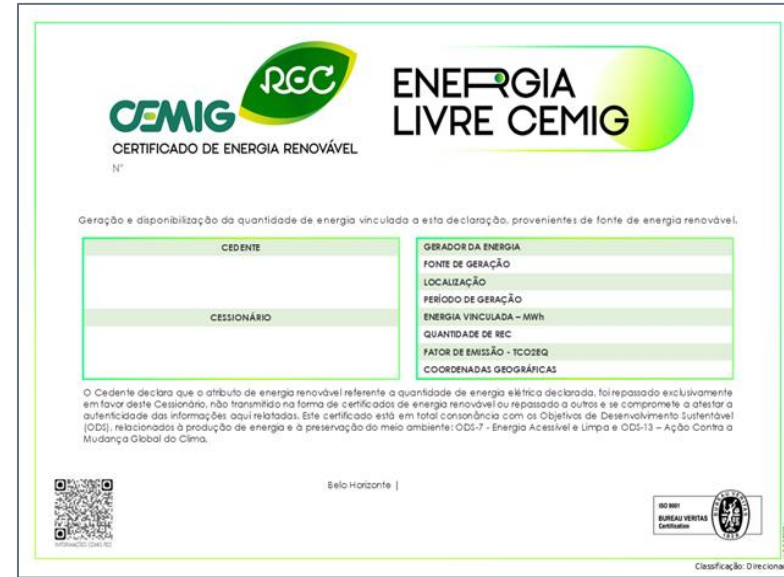 CEMIG
REC
CERTIFICADO DE ENERGIA RENOVÁVEL
N°
ENERGIA
LIVRE CEMIG
Geração e disponibilização da quantidade de energia vinculada a esta declaração, provenientes de fonte de energia renovável.
CEDENTE
CESSIONÁRIO
GERADOR DA ENERGIA
FONTE DE GERAÇÃO
LOCALIZAÇÃO
PERÍODO DE GERAÇÃO
ENERGIA VINCULADA – MWh
QUANTIDADE DE REC
FATOR DE EMISSÃO - TCO2EQ
COORDENADAS GEOGRÁFICAS
O Cedente declara que o atributo de energia renovável referente a quantidade de energia elétrica declarada, foi repassado exclusivamente
em favor deste Cessionário, não transmitido na forma de certificados de energia renovável ou repassado a outros e se compromete a atestar a
autenticidade das informações aqui relatadas. Este certificado está em total consonância com os Objetivos de Desenvolvimento Sustentável
(ODS), relacionados à produção de energia e à preservação do meio ambiente: ODS-7 - Energia Acessível e Limpa e ODS-13 – Ação Contra a
Mudança Global do Clima.
Belo Horizonte |
INFORMAÇÕES CEMIG REC
ISO 9001
BUREAU VERITAS
Certification
BUREAU VERITAS
1828
Classificação: Direciona